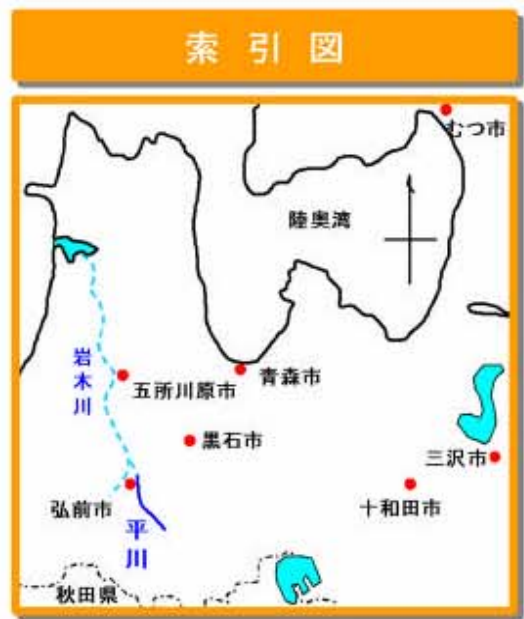 索引図
むつ市
陸奥湾
岩木川
五所川原市
青森市
黒石市
三沢市
弘前市
十和田市
平川
秋田県